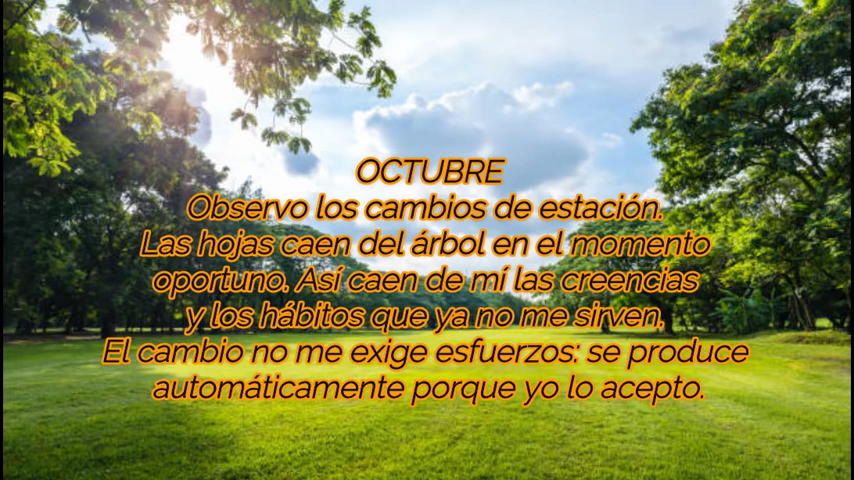 OCTUBRE
Observo los cambios de estación.
Las hojas caen del árbol en el momento
oportuno. Así caen de mí las creencias
y los hábitos que ya no me sirven.
El cambio no me exige esfuerzos: se produce
automáticamente porque yo lo acepto.